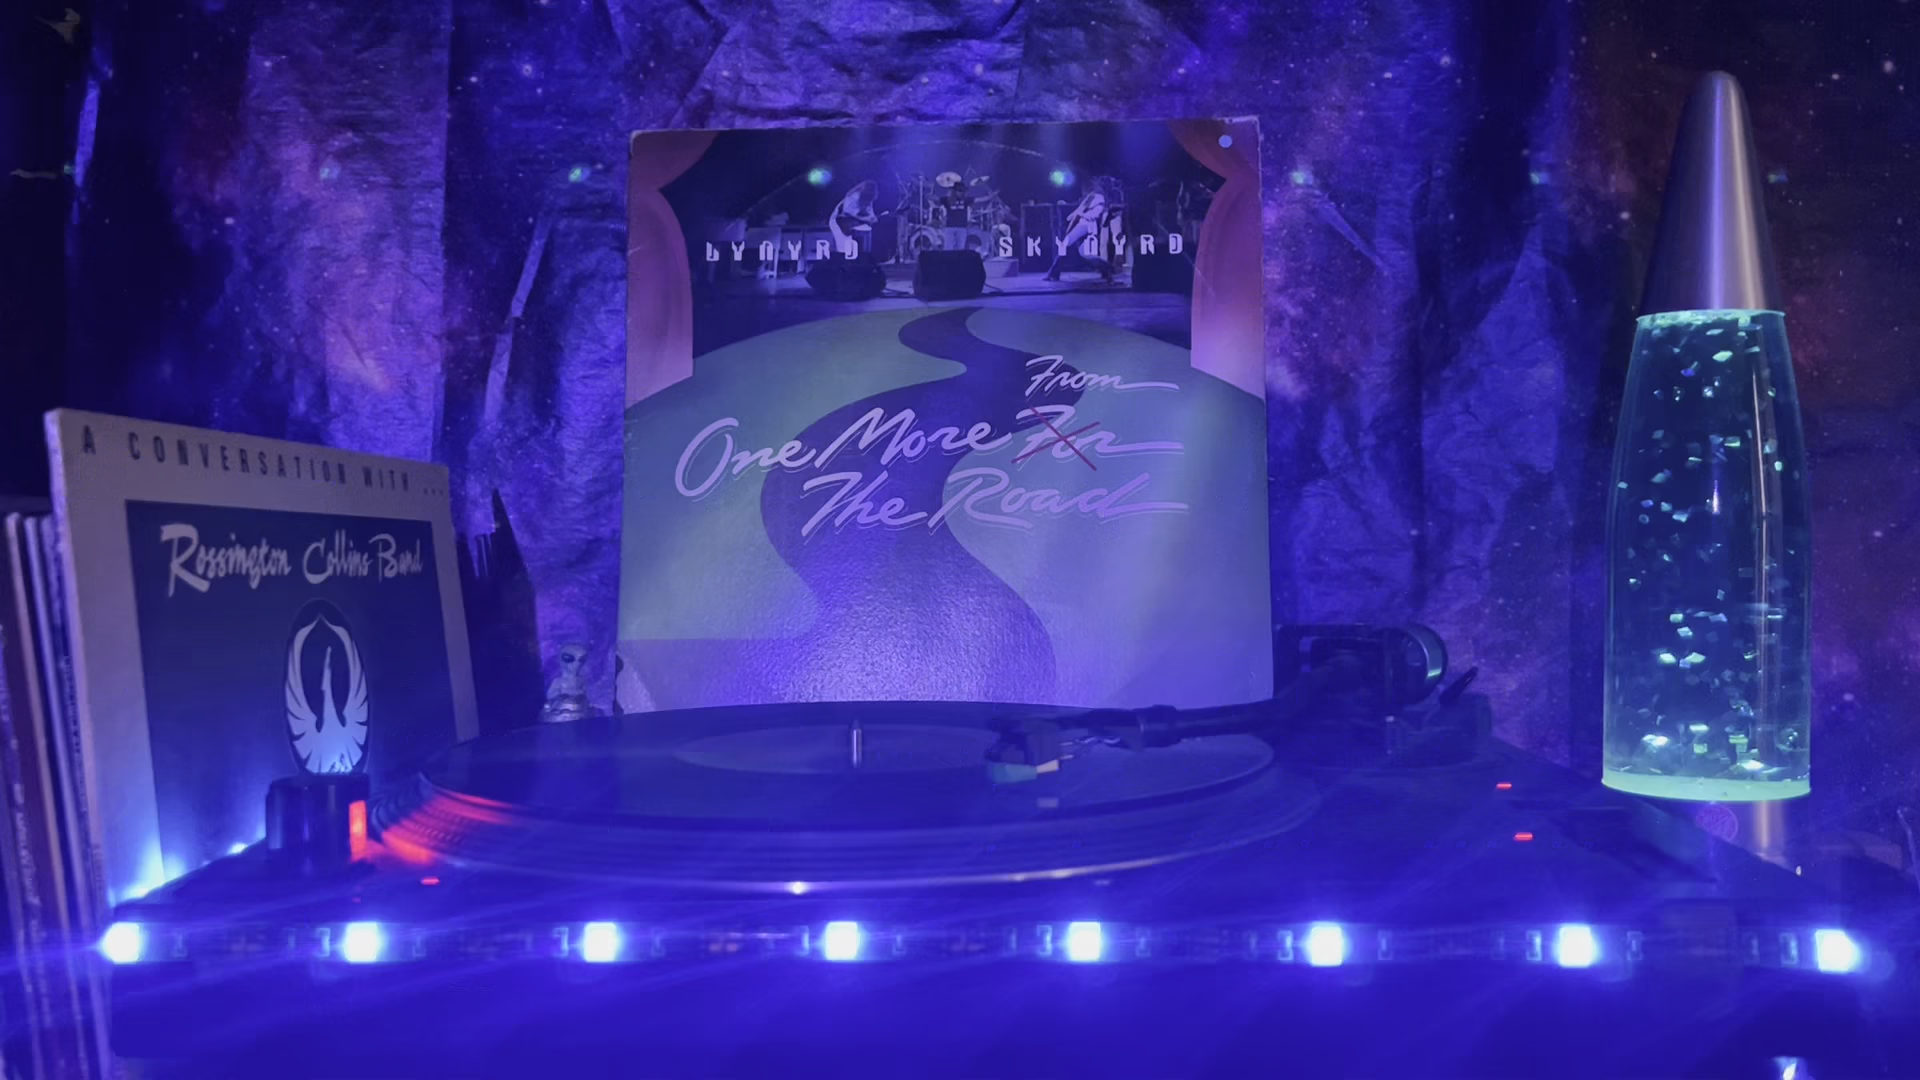 LYNYRD SKYNYRD
From
One More For
The Road
A CONVERSATION WITH ...
Rossington Collins Band